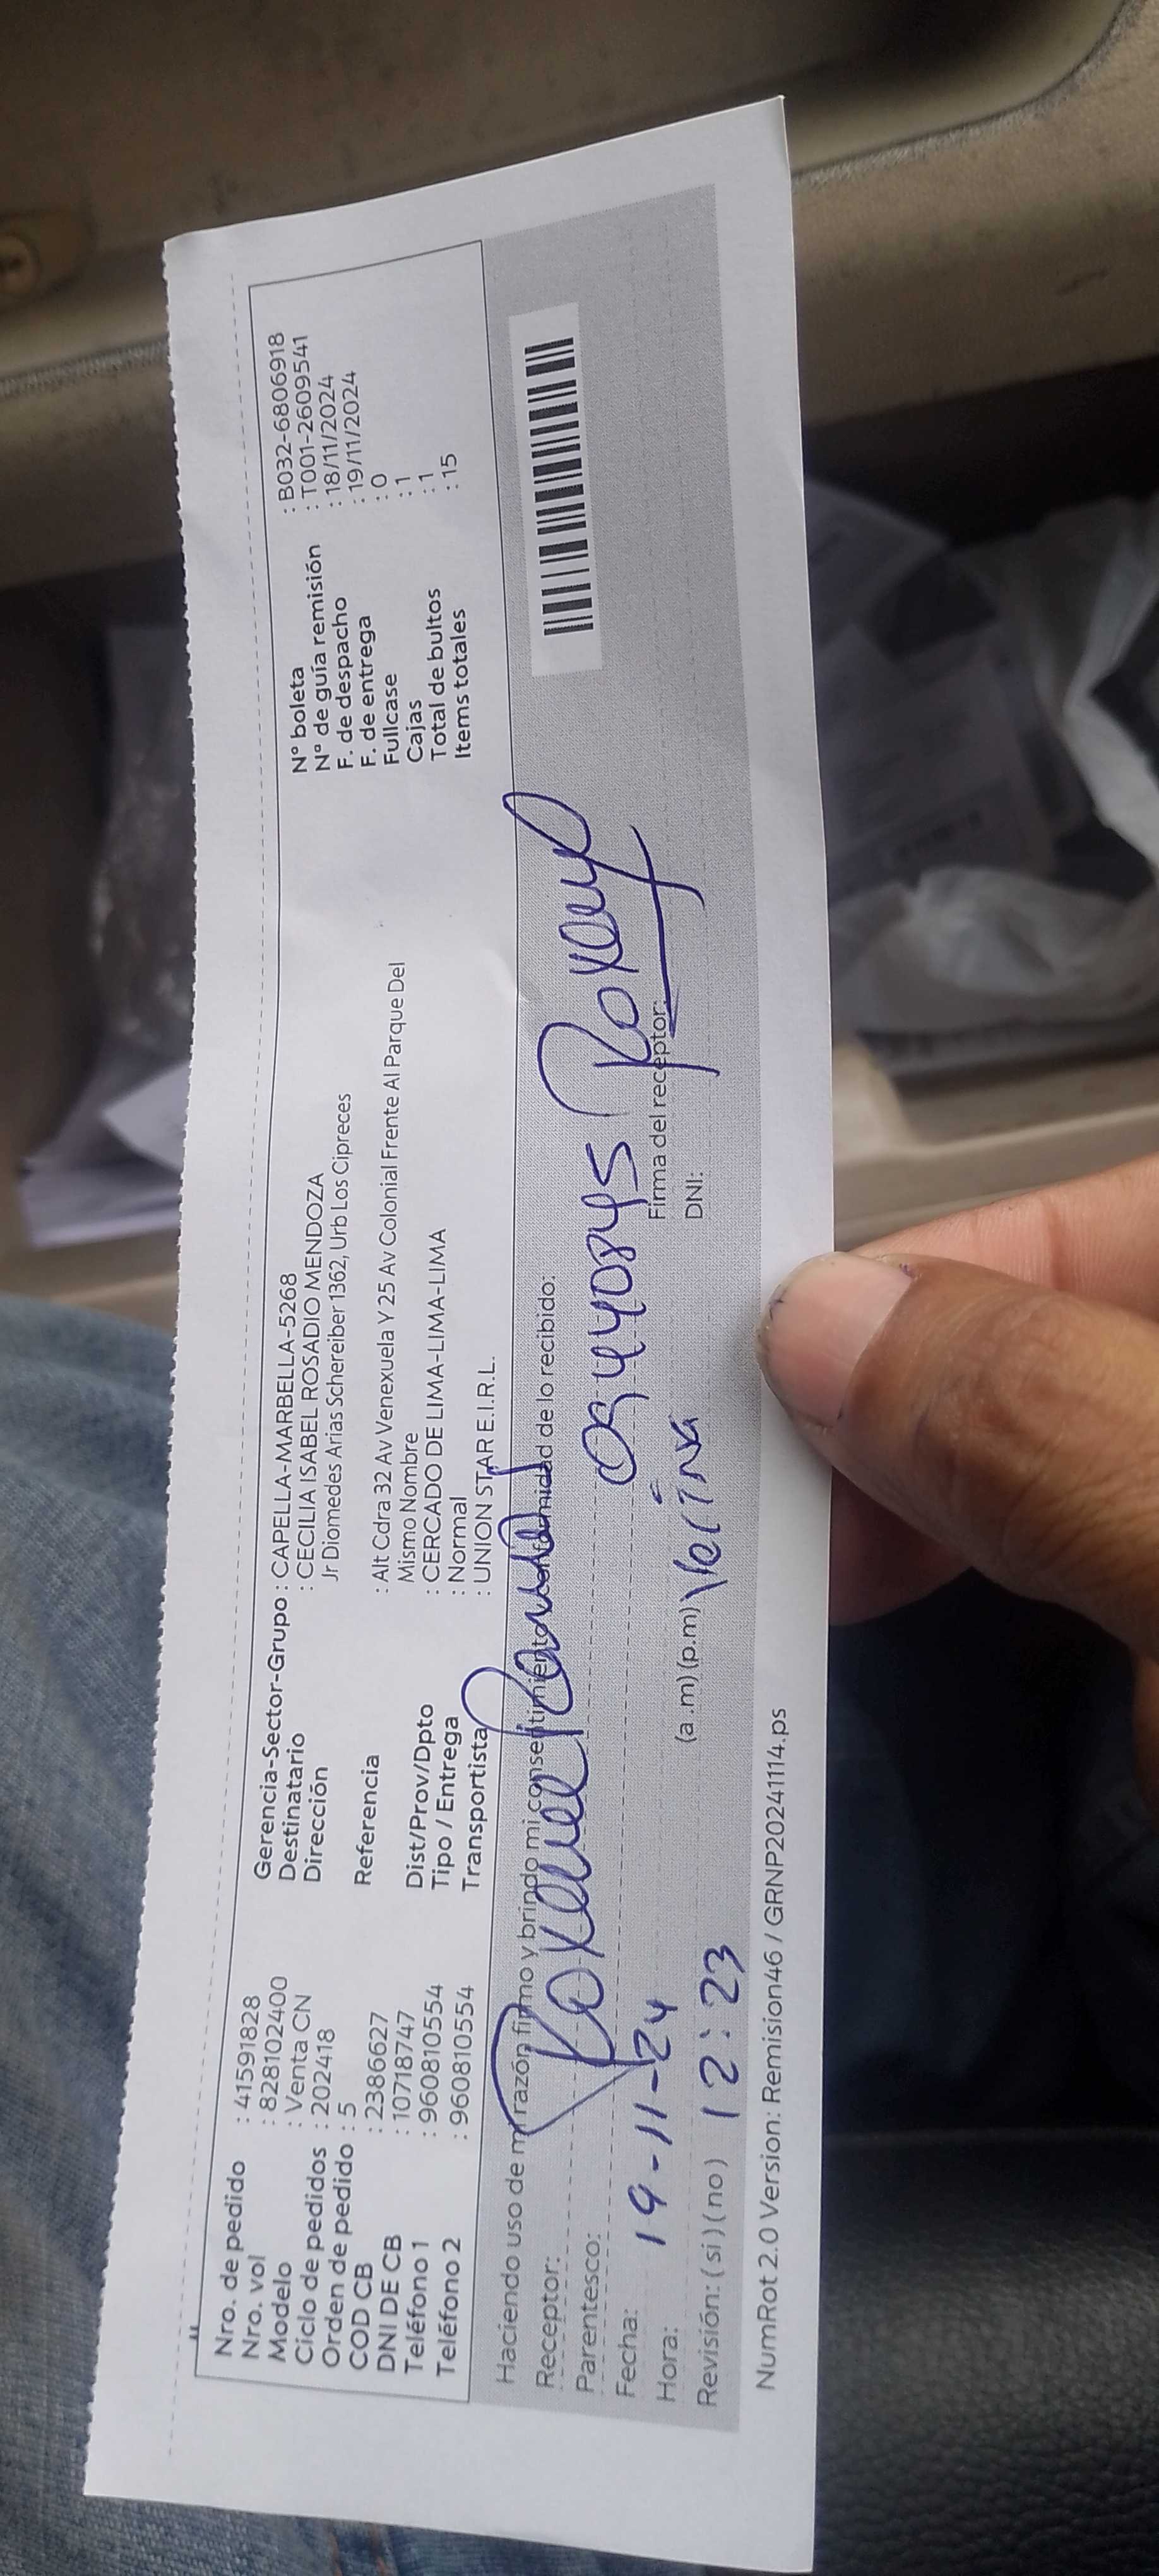 Nro. de pedido : 41591828
Nro. vol : 828102400
Modelo : Venta CN
Ciclo de pedidos : 202418
Orden de pedido : 5
COD CB : 2386627
DNI DE CB : 10718747
Teléfono 1 : 960810554
Teléfono 2 : 960810554
Gerencia-Sector-Grupo : CAPELLA-MARBELLA-5268
Destinatario : CECILIA ISABEL ROSADIO MENDOZA
Dirección Jr Diomedes Arias Schereiber 1362, Urb Los Cipreces
Referencia : Alt Cdra 32 Av Venexuela Y 25 Av Colonial Frente Al Parque Del
Mismo Nombre
Dist/Prov/Dpto : CERCADO DE LIMA-LIMA-LIMA
Tipo / Entrega : Normal
Transportista : UNION STAR E.I.R.L.
N° boleta : B032-6806918
N° de guía remisión : T001-2609541
F. de despacho : 18/11/2024
F. de entrega : 19/11/2024
Fullcase : 0
Cajas : 1
Total de bultos : 1
Items totales : 15
Haciendo uso de mi razón firmo y brindo mi consentimiento conformidad de lo recibido:
Receptor:
Parentesco:
Fecha: 19-11-24
Hora: 12:23 (a.m) (p.m)
Revisión: (si) (no)
Firma del receptor:
DNI:
NumRot 2.0 Version: Remision46 / GRNP20241114.ps